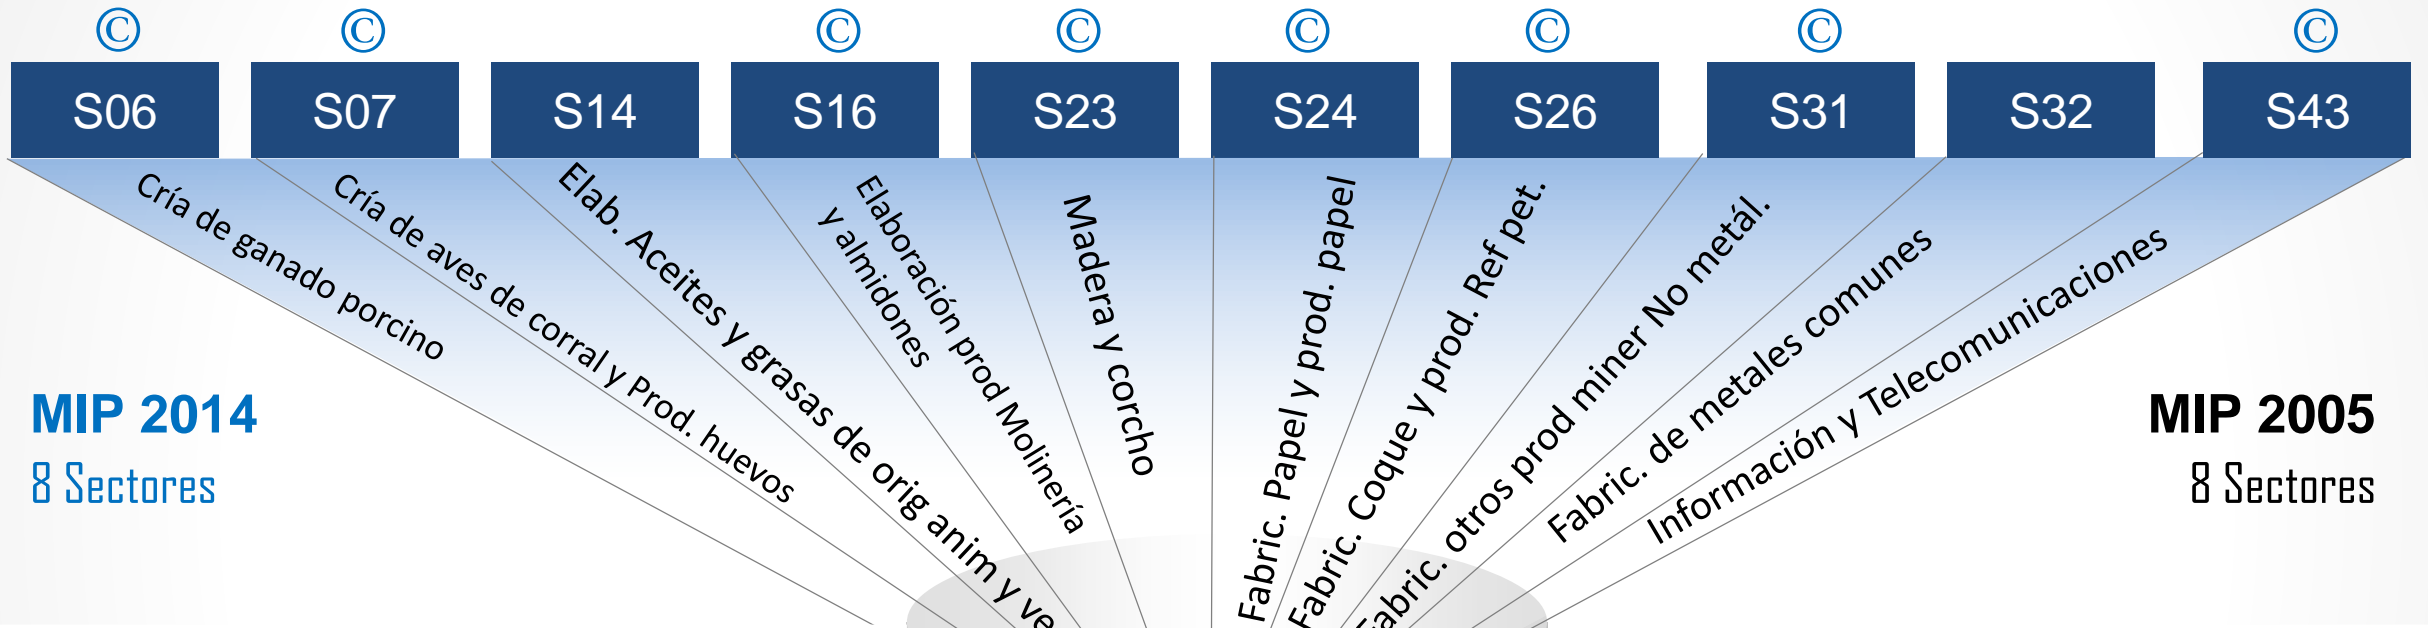 © © © © © © © ©
S06 S07 S14 S16 S23 S24 S26 S31 S32 S43
Cría de ganado porcino
Cría de aves de corral y Prod. huevos
Elab. Aceites y grasas de orig anim y ve
Elaboración prod Molinería
y almidones
Madera y corcho
Fabric. Papel y prod. papel
Fabric. Coque y prod. Ref pet.
Fabric. otros prod miner No metál.
Fabric. de metales comunes
Información y Telecomunicaciones
MIP 2014
8 Sectores
MIP 2005
8 Sectores